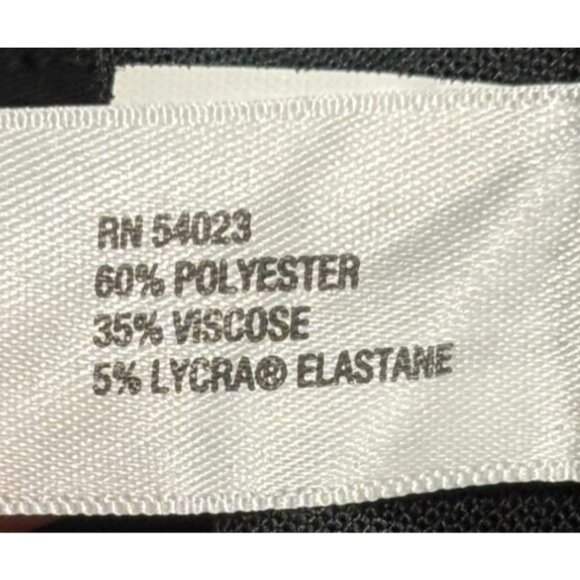 RN 54023
60% POLYESTER
35% VISCOSE
5% LYCRA® ELASTANE